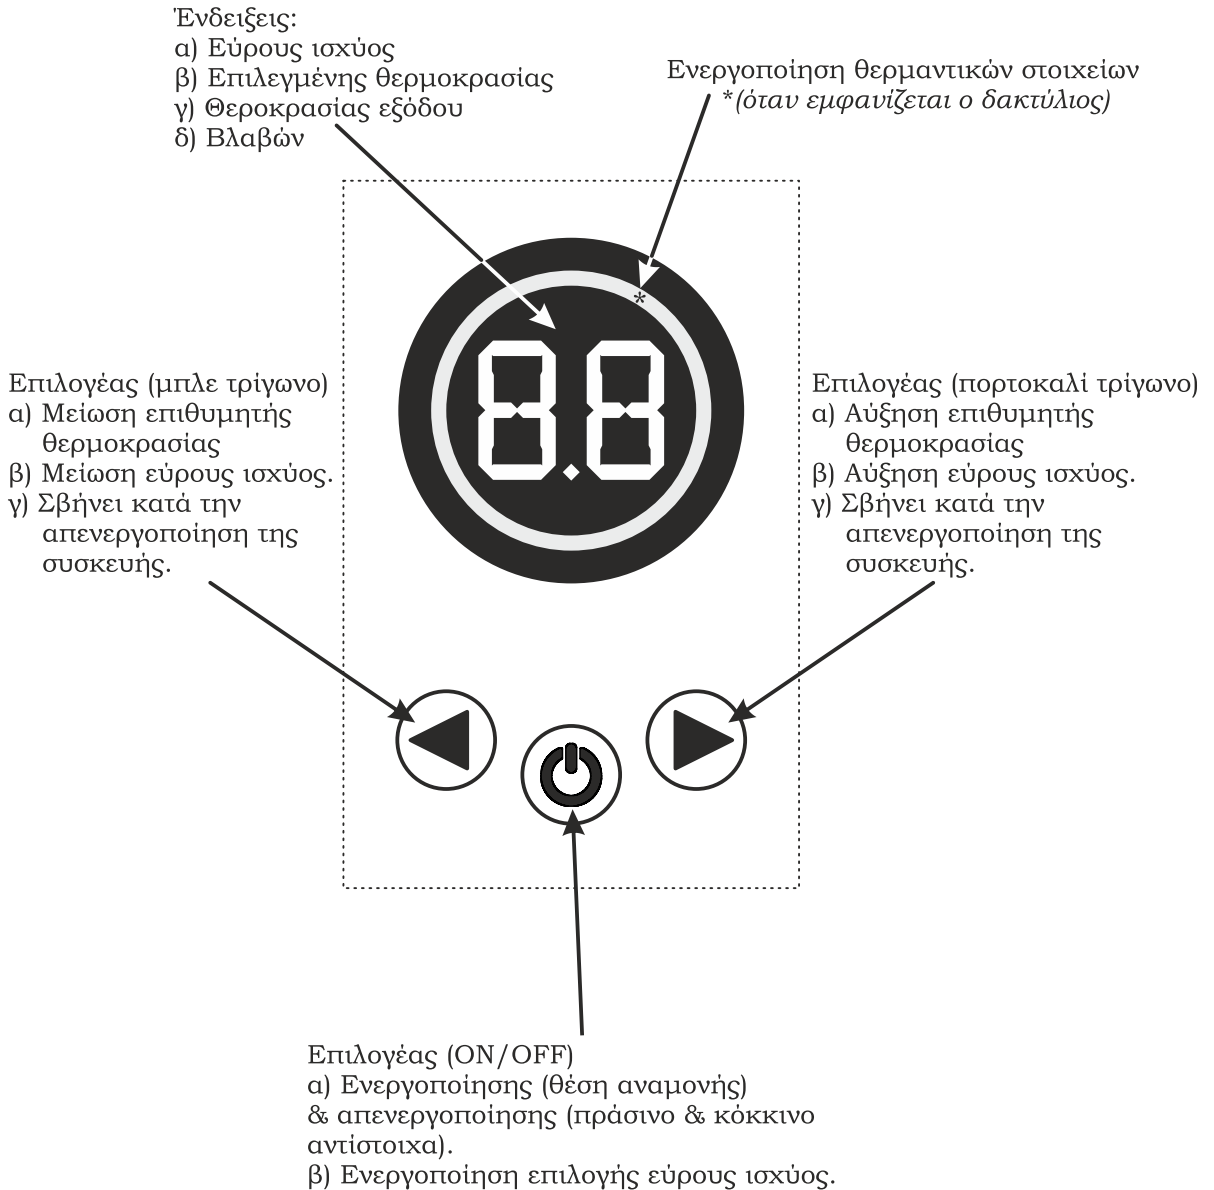 Ένδειξεις:
α) Εύρους ισχύος
β) Επιλεγμένης θερμοκρασίας
γ) Θεροκρασίας εξόδου
δ) Βλαβών
Ενεργοποίηση θερμαντικών στοιχείων
*(όταν εμφανίζεται ο δακτύλιος)
*
8.8
Επιλογέας (μπλε τρίγωνο)
α) Μείωση επιθυμητής
θερμοκρασίας
β) Μείωση εύρους ισχύος.
γ) Σβήνει κατά την
απενεργοποίηση της
συσκευής.
Επιλογέας (πορτοκαλί τρίγωνο)
α) Αύξηση επιθυμητής
θερμοκρασίας
β) Αύξηση εύρους ισχύος.
γ) Σβήνει κατά την
απενεργοποίηση της
συσκευής.
Επιλογέας (ON/OFF)
α) Ενεργοποίησης (θέση αναμονής)
& απενεργοποίησης (πράσινο & κόκκινο
αντίστοιχα).
β) Ενεργοποίηση επιλογής εύρους ισχύος.